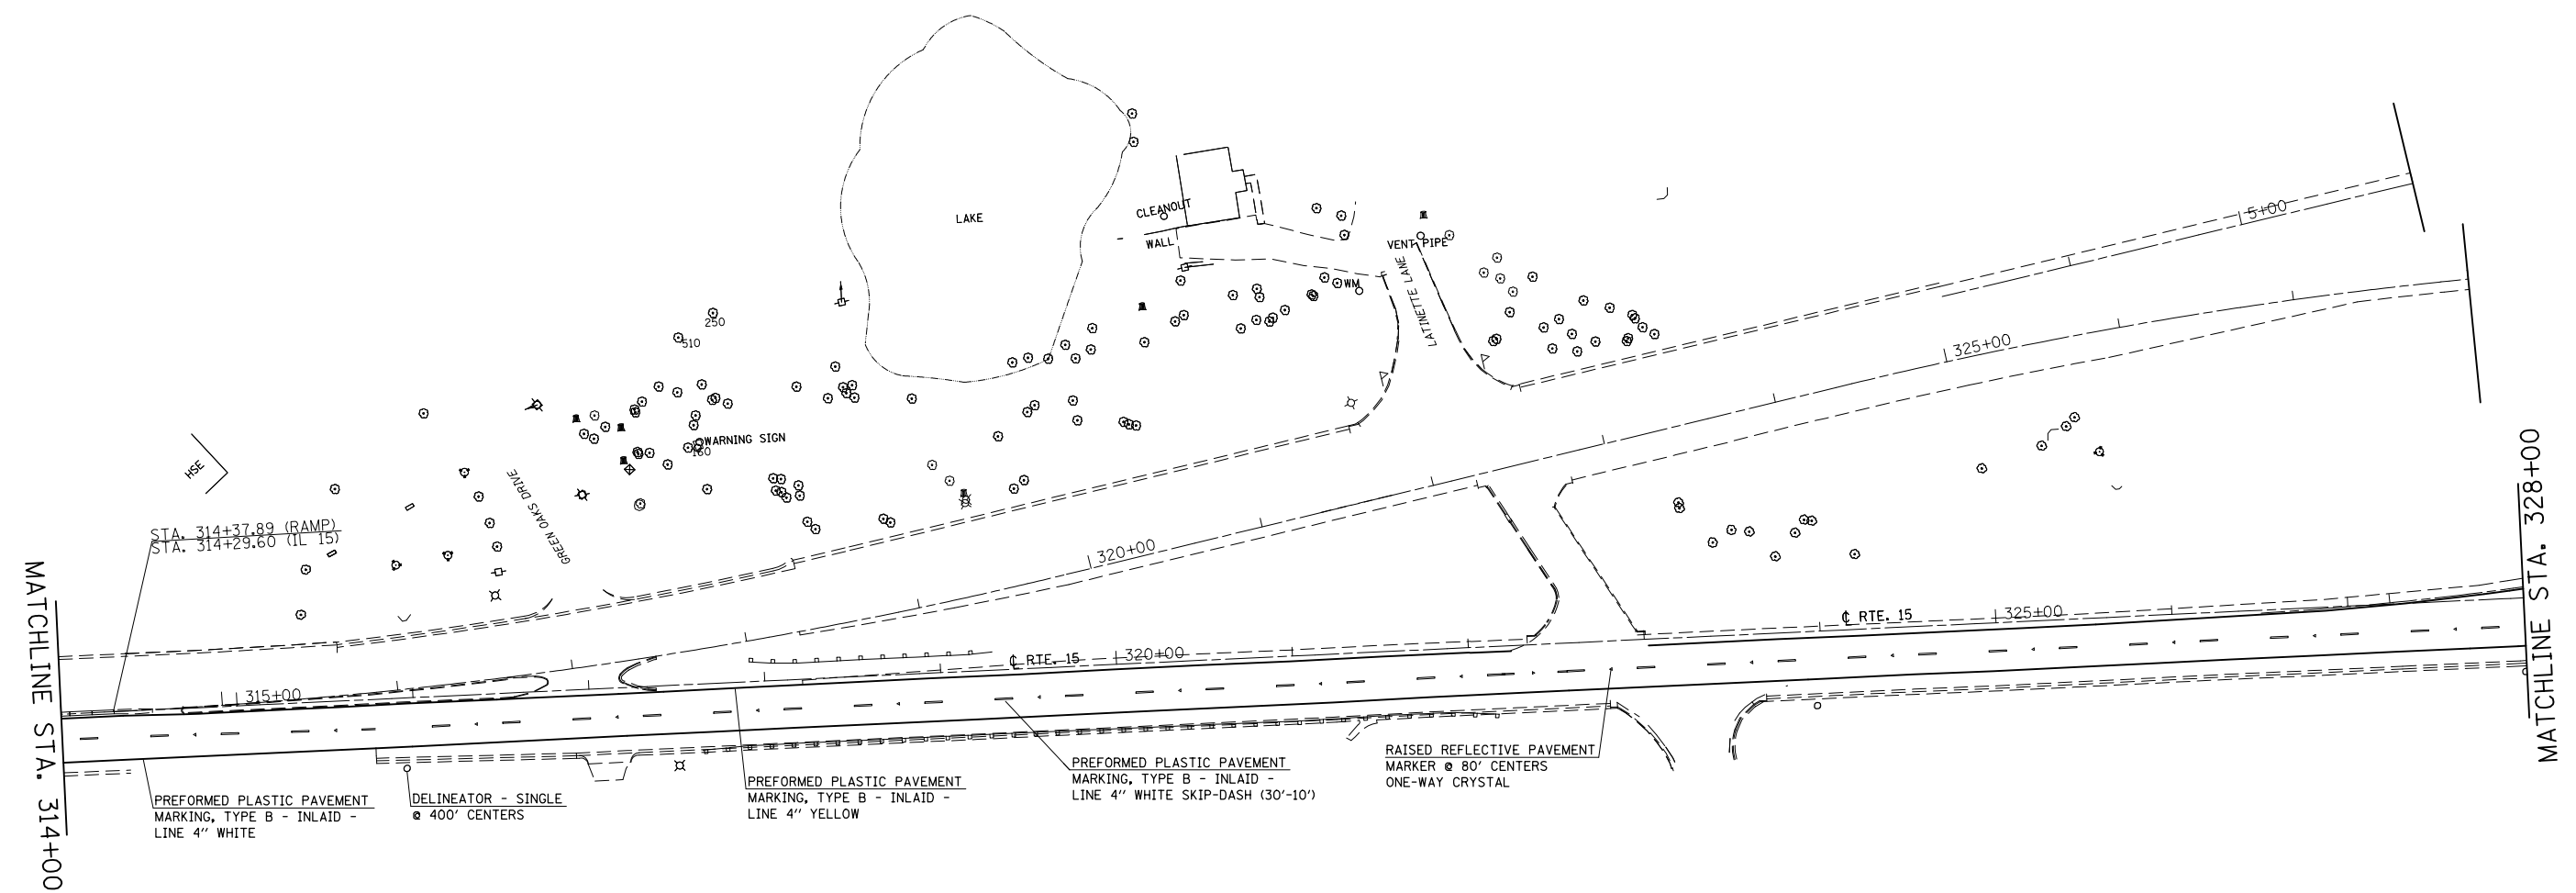 LAKE
CLEANOUT
WALL
VENT PIPE
WM
LATINETTE LANE
5+00
250
510
325+00
WARNING SIGN
160
HSE
GREEN OAKS DRIVE
STA. 314+37.89 (RAMP)
STA. 314+29.60 (IL 15)
320+00
MATCHLINE STA. 314+00
MATCHLINE STA. 328+00
315+00
℄ RTE. 15
320+00
℄ RTE. 15
325+00
PREFORMED PLASTIC PAVEMENT
MARKING, TYPE B - INLAID -
LINE 4" WHITE
DELINEATOR - SINGLE
@ 400' CENTERS
PREFORMED PLASTIC PAVEMENT
MARKING, TYPE B - INLAID -
LINE 4" YELLOW
PREFORMED PLASTIC PAVEMENT
MARKING, TYPE B - INLAID -
LINE 4" WHITE SKIP-DASH (30'-10')
RAISED REFLECTIVE PAVEMENT
MARKER @ 80' CENTERS
ONE-WAY CRYSTAL